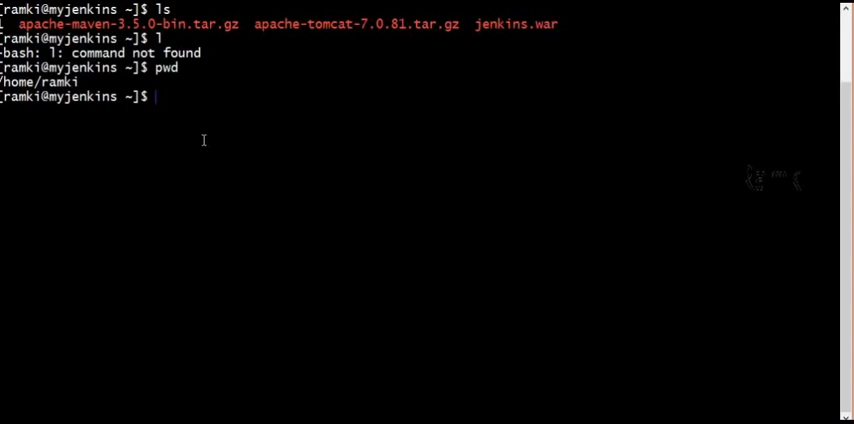 [ramki@myjenkins ~]$ ls
l apache-maven-3.5.0-bin.tar.gz apache-tomcat-7.0.81.tar.gz jenkins.war
[ramki@myjenkins ~]$ l
-bash: l: command not found
[ramki@myjenkins ~]$ pwd
/home/ramki
[ramki@myjenkins ~]$